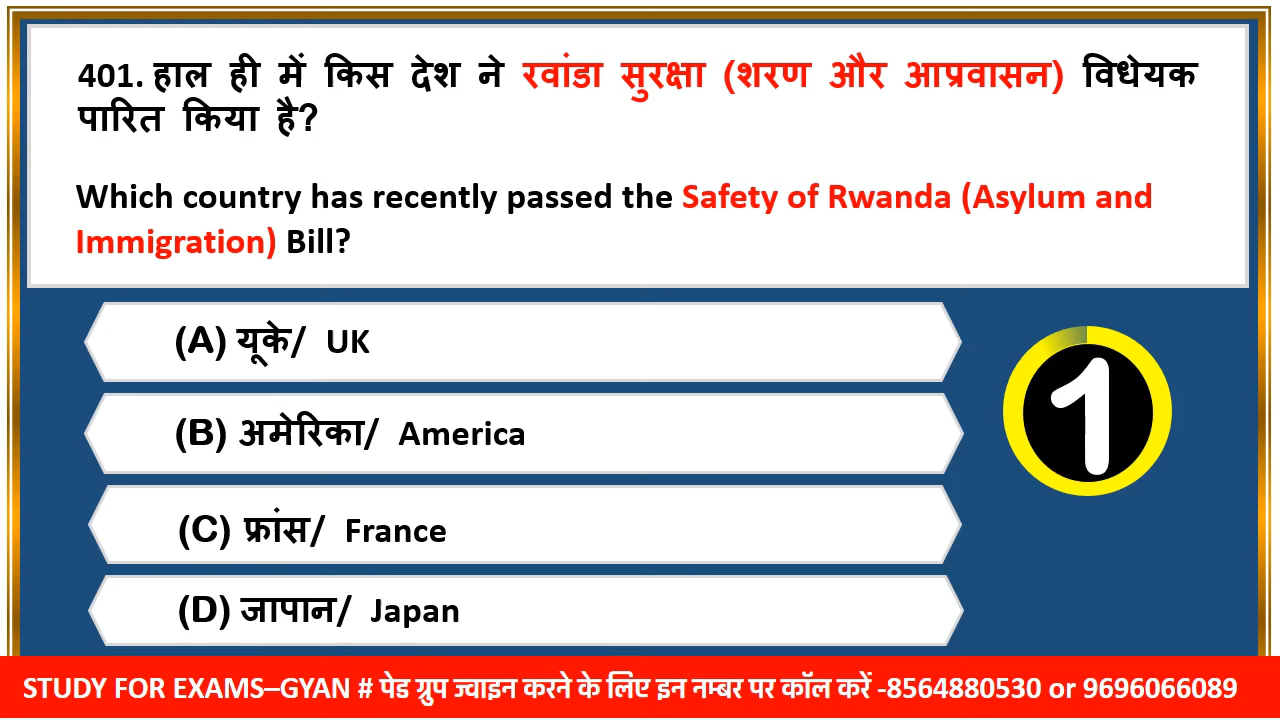 401. हाल ही में किस देश ने रवांडा सुरक्षा (शरण और आप्रवासन) विधेयक
पारित किया है?
Which country has recently passed the Safety of Rwanda (Asylum and
Immigration) Bill?
(A) यूके/ UK
(B) अमेरिका/ America
1
(C) फ्रांस/ France
(D) जापान/ Japan
STUDY FOR EXAMS–GYAN # पेड ग्रुप ज्वाइन करने के लिए इन नम्बर पर कॉल करें -8564880530 or 9696066089